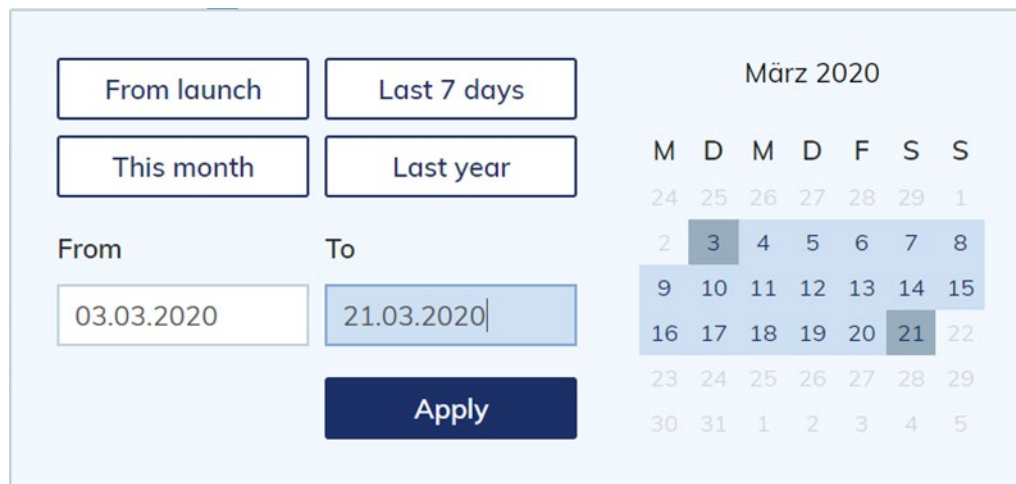 From launch Last 7 days
This month Last year
From To
03.03.2020 21.03.2020
Apply
März 2020
M D M D F S S
24 25 26 27 28 29 1
2 3 4 5 6 7 8
9 10 11 12 13 14 15
16 17 18 19 20 21 22
23 24 25 26 27 28 29
30 31 1 2 3 4 5